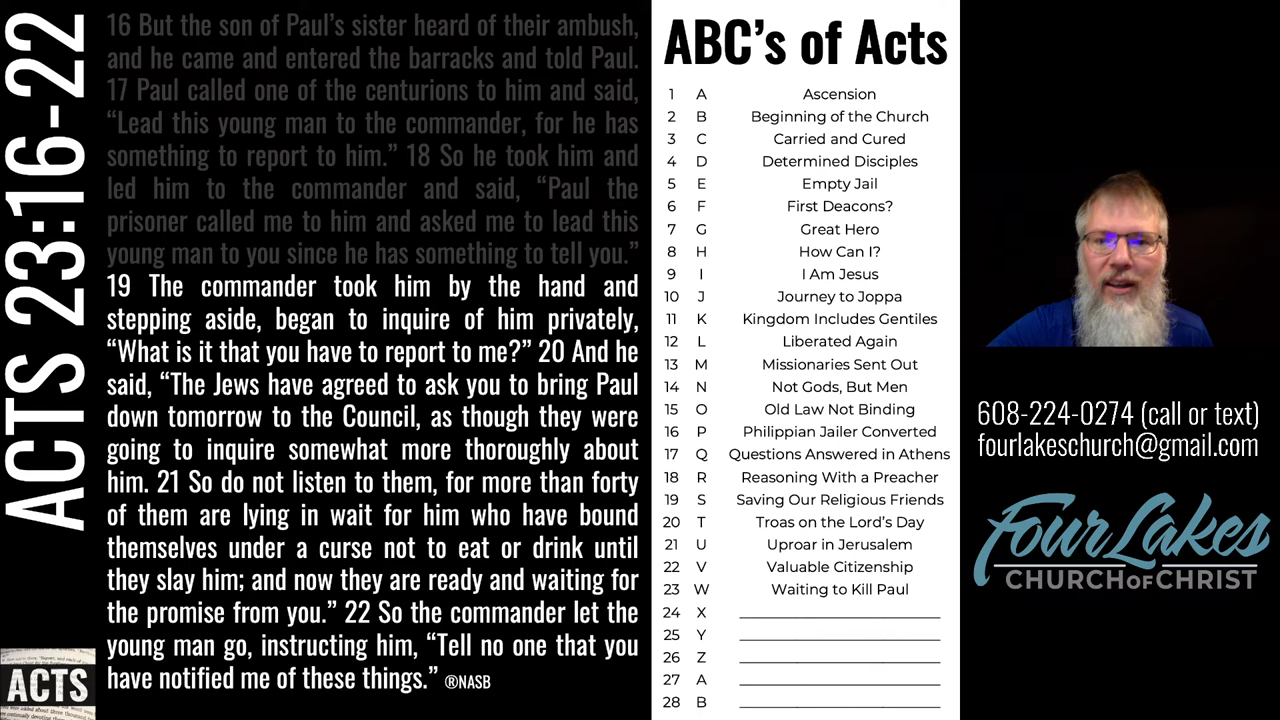 ACTS 23:16-22
16 But the son of Paul’s sister heard of their ambush,
and he came and entered the barracks and told Paul.
17 Paul called one of the centurions to him and said,
“Lead this young man to the commander, for he has
something to report to him.” 18 So he took him and
led him to the commander and said, “Paul the
prisoner called me to him and asked me to lead this
young man to you since he has something to tell you.”
19 The commander took him by the hand and
stepping aside, began to inquire of him privately,
“What is it that you have to report to me?” 20 And he
said, “The Jews have agreed to ask you to bring Paul
down tomorrow to the Council, as though they were
going to inquire somewhat more thoroughly about
him. 21 So do not listen to them, for more than forty
of them are lying in wait for him who have bound
themselves under a curse not to eat or drink until
they slay him; and now they are ready and waiting for
the promise from you.” 22 So the commander let the
young man go, instructing him, “Tell no one that you
have notified me of these things.” ®NASB
ACTS
ABC’s of Acts
1 A Ascension
2 B Beginning of the Church
3 C Carried and Cured
4 D Determined Disciples
5 E Empty Jail
6 F First Deacons?
7 G Great Hero
8 H How Can I?
9 I I Am Jesus
10 J Journey to Joppa
11 K Kingdom Includes Gentiles
12 L Liberated Again
13 M Missionaries Sent Out
14 N Not Gods, But Men
15 O Old Law Not Binding
16 P Philippian Jailer Converted
17 Q Questions Answered in Athens
18 R Reasoning With a Preacher
19 S Saving Our Religious Friends
20 T Troas on the Lord’s Day
21 U Uproar in Jerusalem
22 V Valuable Citizenship
23 W Waiting to Kill Paul
24 X
25 Y
26 Z
27 A
28 B
608-224-0274 (call or text)
fourlakeschurch@gmail.com
Four Lakes
CHURCH OF CHRIST